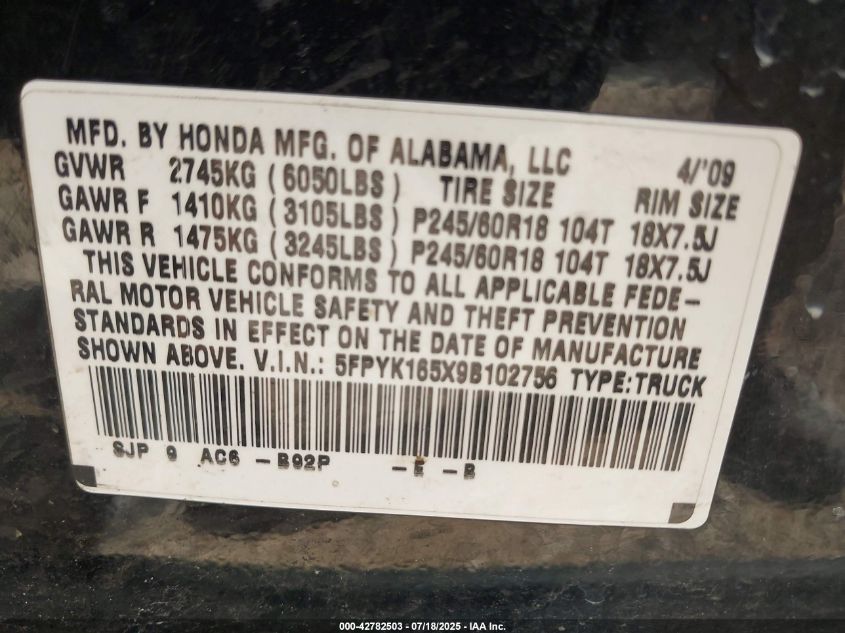 MFD. BY HONDA MFG. OF ALABAMA, LLC 4/'09
GVWR 2745KG (6050LBS) TIRE SIZE RIM SIZE
GAWR F 1410KG (3105LBS) P245/60R18 104T 18X7.5J
GAWR R 1475KG (3245LBS) P245/60R18 104T 18X7.5J
THIS VEHICLE CONFORMS TO ALL APPLICABLE FEDE-
RAL MOTOR VEHICLE SAFETY AND THEFT PREVENTION
STANDARDS IN EFFECT ON THE DATE OF MANUFACTURE
SHOWN ABOVE. V.I.N.: 5FPYK165X9B102756 TYPE:TRUCK
SJP 9 AC6 -B92P -E -B
000-42782503 - 07/18/2025 - IAA Inc.